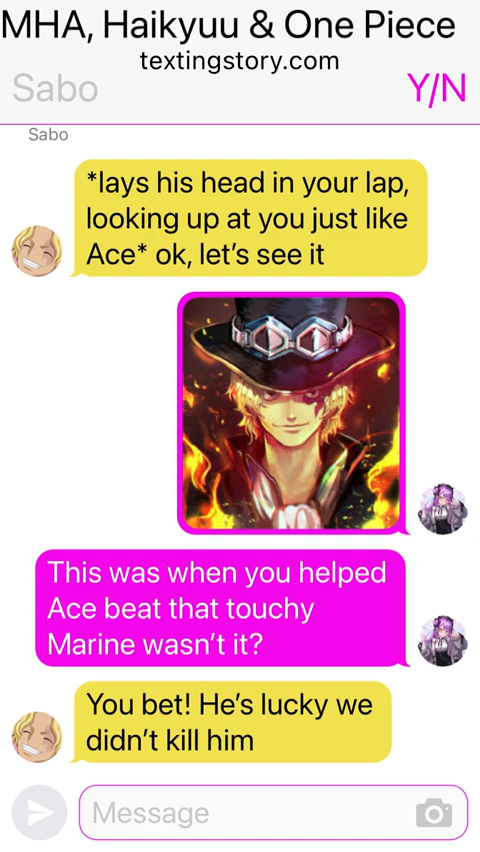 MHA, Haikyuu & One Piece
textingstory.com
Sabo
Y/N
Sabo
*lays his head in your lap,
looking up at you just like
Ace* ok, let’s see it
This was when you helped
Ace beat that touchy
Marine wasn’t it?
You bet! He’s lucky we
didn’t kill him
Message